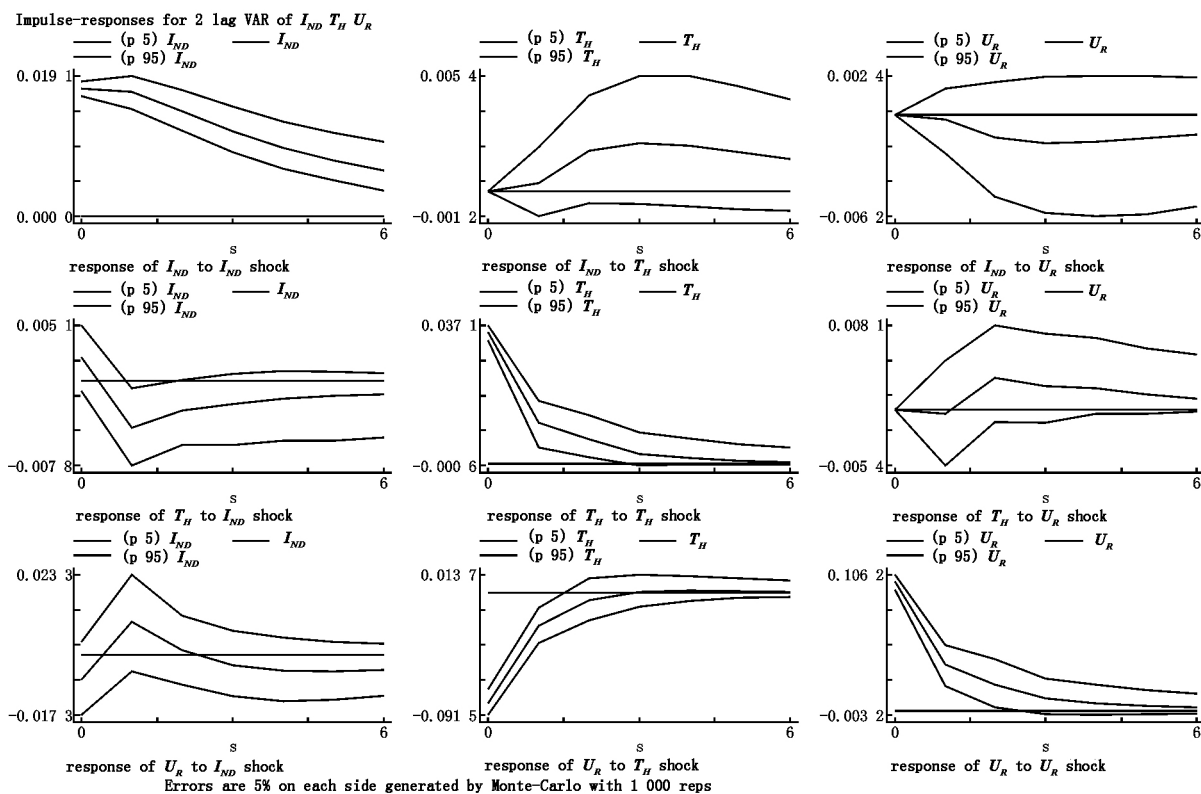 Impulse-responses for 2 lag VAR of I_ND T_H U_R
(p 5) I_ND I_ND
(p 95) I_ND
0.019 1
0.000 0
0 6
s
response of I_ND to I_ND shock
(p 5) T_H T_H
(p 95) T_H
0.005 4
-0.001 2
0 6
s
response of I_ND to T_H shock
(p 5) U_R U_R
(p 95) U_R
0.002 4
-0.006 2
0 6
s
response of I_ND to U_R shock
(p 5) I_ND I_ND
(p 95) I_ND
0.005 1
-0.007 8
0 6
s
response of T_H to I_ND shock
(p 5) T_H T_H
(p 95) T_H
0.037 1
-0.000 6
0 6
s
response of T_H to T_H shock
(p 5) U_R U_R
(p 95) U_R
0.008 1
-0.005 4
0 6
s
response of T_H to U_R shock
(p 5) I_ND I_ND
(p 95) I_ND
0.023 3
-0.017 3
0 6
s
response of U_R to I_ND shock
(p 5) T_H T_H
(p 95) T_H
0.013 7
-0.091 5
0 6
s
response of U_R to T_H shock
(p 5) U_R U_R
(p 95) U_R
0.106 2
-0.003 2
0 6
s
response of U_R to U_R shock
Errors are 5% on each side generated by Monte-Carlo with 1 000 reps